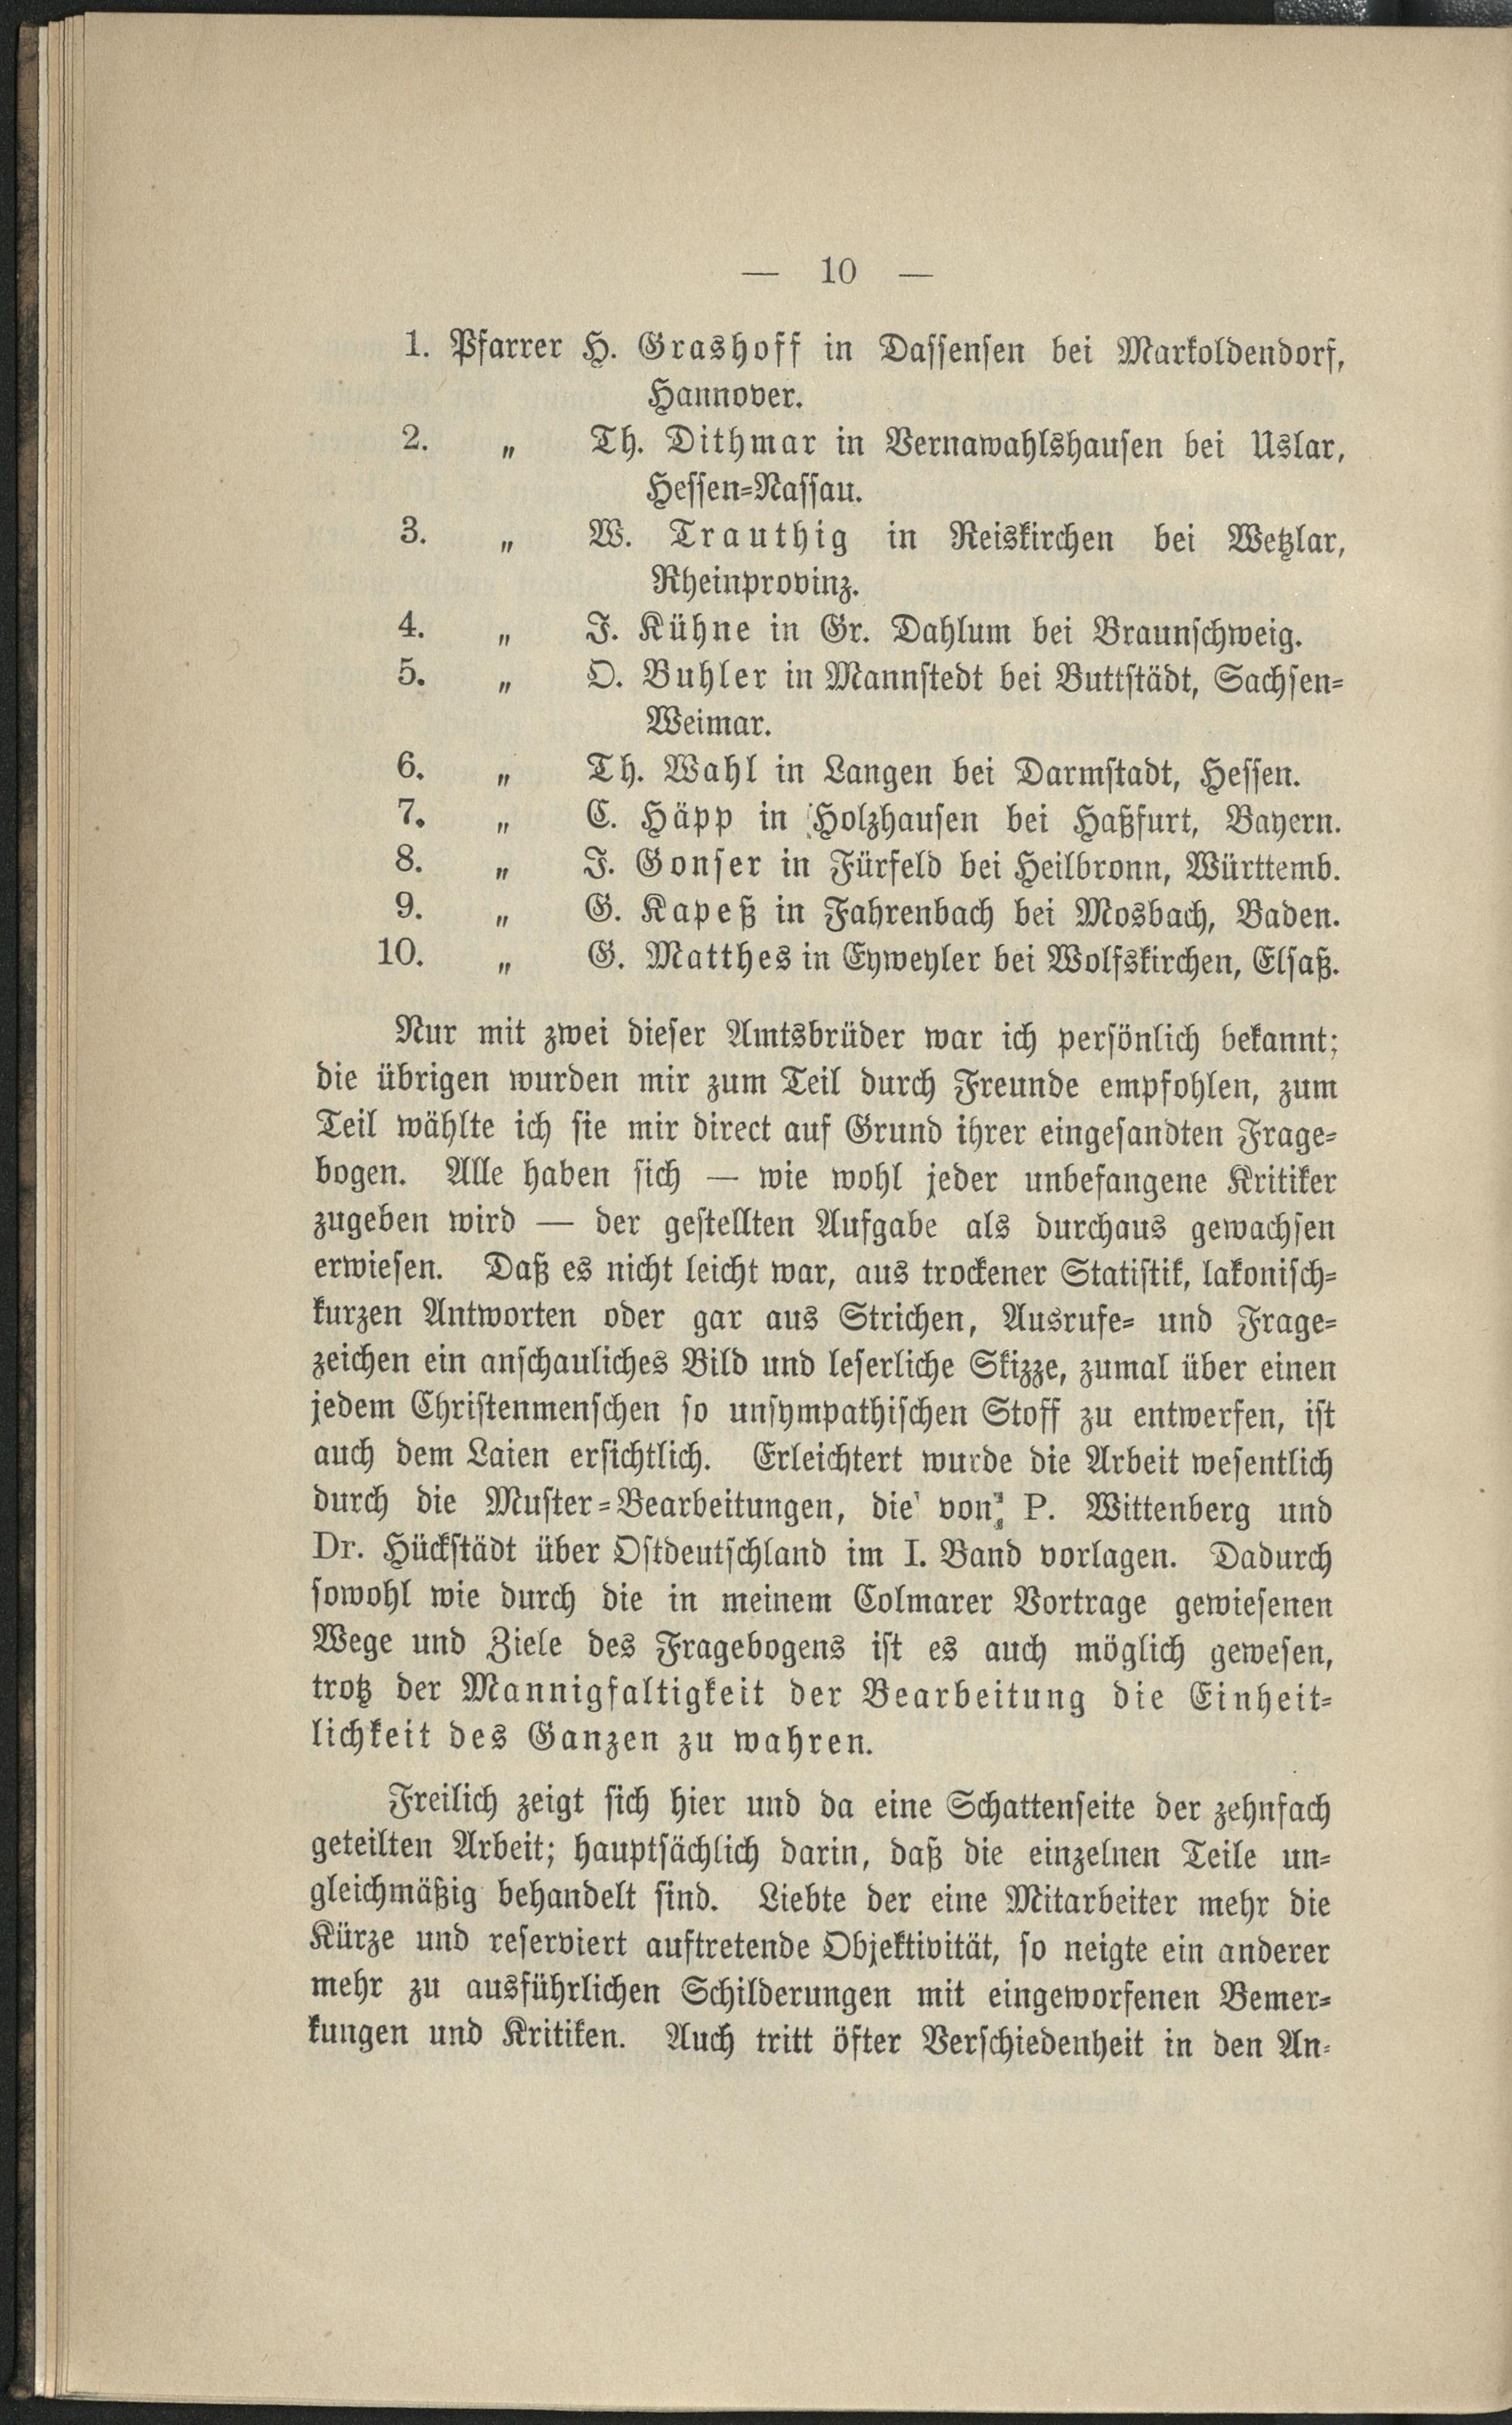 — 10 —
1. Pfarrer H. Grashoff in Dassensen bei Markoldendorf,
Hannover.
2. „ Th. Dithmar in Vernawahlshausen bei Uslar,
Hessen-Nassau.
3. „ W. Trauthig in Reiskirchen bei Wetzlar,
Rheinprovinz.
4. „ J. Kühne in Gr. Dahlum bei Braunschweig.
5. „ O. Buhler in Mannstedt bei Buttstädt, Sachsen-
Weimar.
6. „ Th. Wahl in Langen bei Darmstadt, Hessen.
7. „ C. Häpp in Holzhausen bei Haßfurt, Bayern.
8. „ J. Gonser in Fürfeld bei Heilbronn, Württemb.
9. „ G. Kapeß in Fahrenbach bei Mosbach, Baden.
10. „ G. Matthes in Eyweyler bei Wolfskirchen, Elsaß.
Nur mit zwei dieser Amtsbrüder war ich persönlich bekannt;
die übrigen wurden mir zum Teil durch Freunde empfohlen, zum
Teil wählte ich sie mir direct auf Grund ihrer eingesandten Frage-
bogen. Alle haben sich — wie wohl jeder unbefangene Kritiker
zugeben wird — der gestellten Aufgabe als durchaus gewachsen
erwiesen. Daß es nicht leicht war, aus trockener Statistik, lakonisch-
kurzen Antworten oder gar aus Strichen, Ausrufe- und Frage-
zeichen ein anschauliches Bild und leserliche Skizze, zumal über einen
jedem Christenmenschen so unsympathischen Stoff zu entwerfen, ist
auch dem Laien ersichtlich. Erleichtert wurde die Arbeit wesentlich
durch die Muster-Bearbeitungen, die von P. Wittenberg und
Dr. Hückstädt über Ostdeutschland im I. Band vorlagen. Dadurch
sowohl wie durch die in meinem Colmarer Vortrage gewiesenen
Wege und Ziele des Fragebogens ist es auch möglich gewesen,
trotz der Mannigfaltigkeit der Bearbeitung die Einheit-
lichkeit des Ganzen zu wahren.
Freilich zeigt sich hier und da eine Schattenseite der zehnfach
geteilten Arbeit; hauptsächlich darin, daß die einzelnen Teile un-
gleichmäßig behandelt sind. Liebte der eine Mitarbeiter mehr die
Kürze und reserviert auftretende Objektivität, so neigte ein anderer
mehr zu ausführlichen Schilderungen mit eingeworfenen Bemer-
kungen und Kritiken. Auch tritt öfter Verschiedenheit in den An-